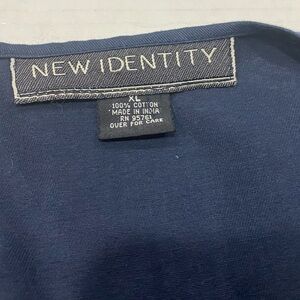 NEW IDENTITY
XL
100% COTTON
MADE IN INDIA
RN 95761
OVER FOR CARE